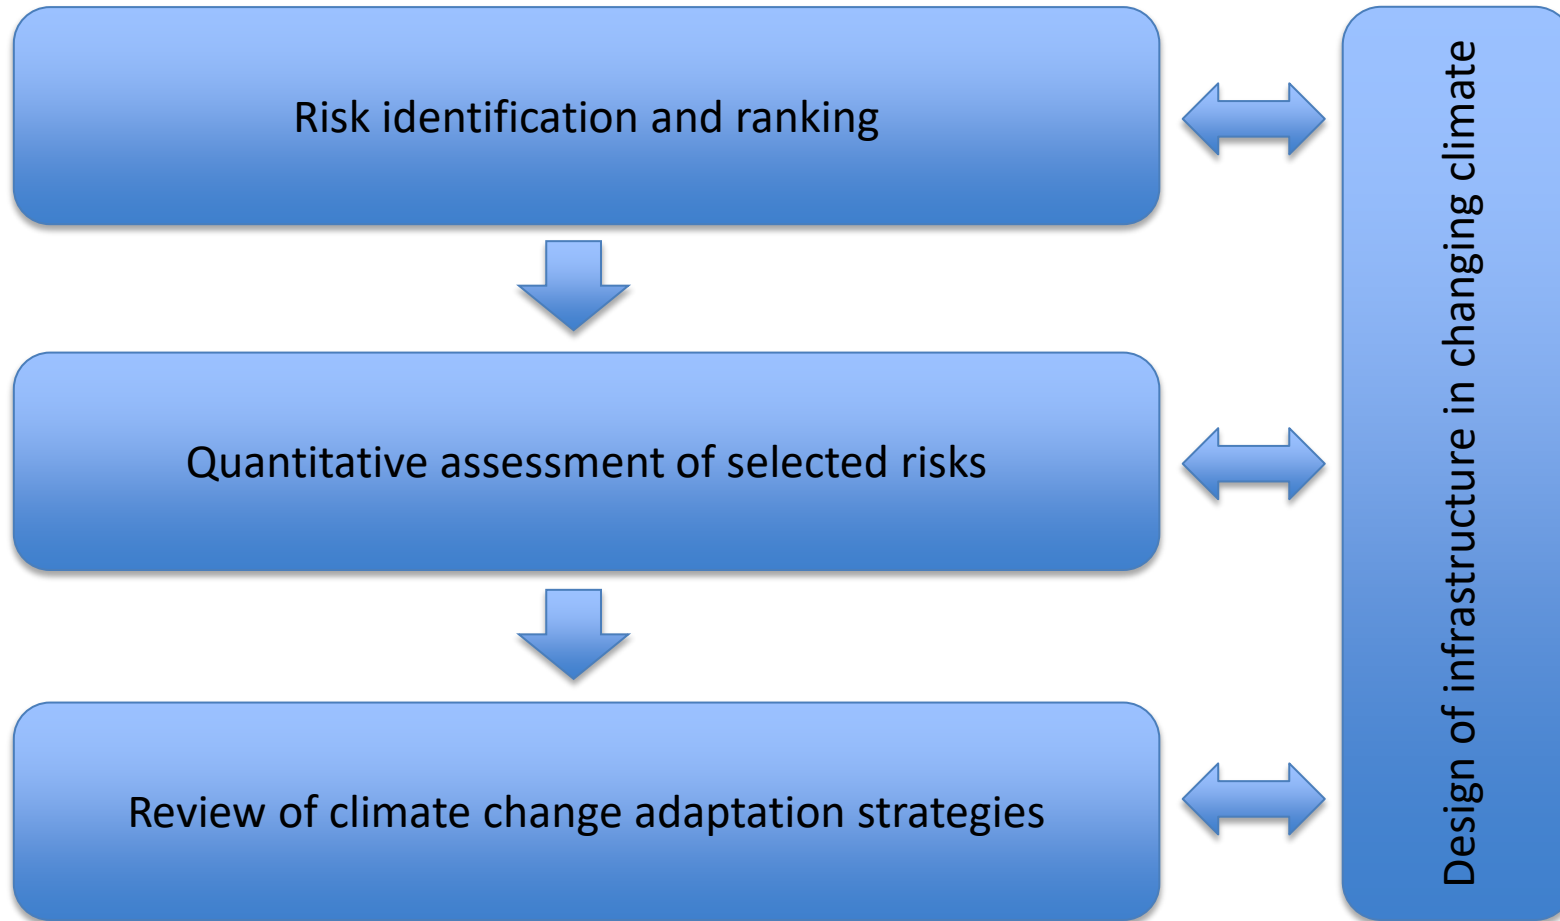 Risk identification and ranking
Quantitative assessment of selected risks
Review of climate change adaptation strategies
Design of infrastructure in changing climate